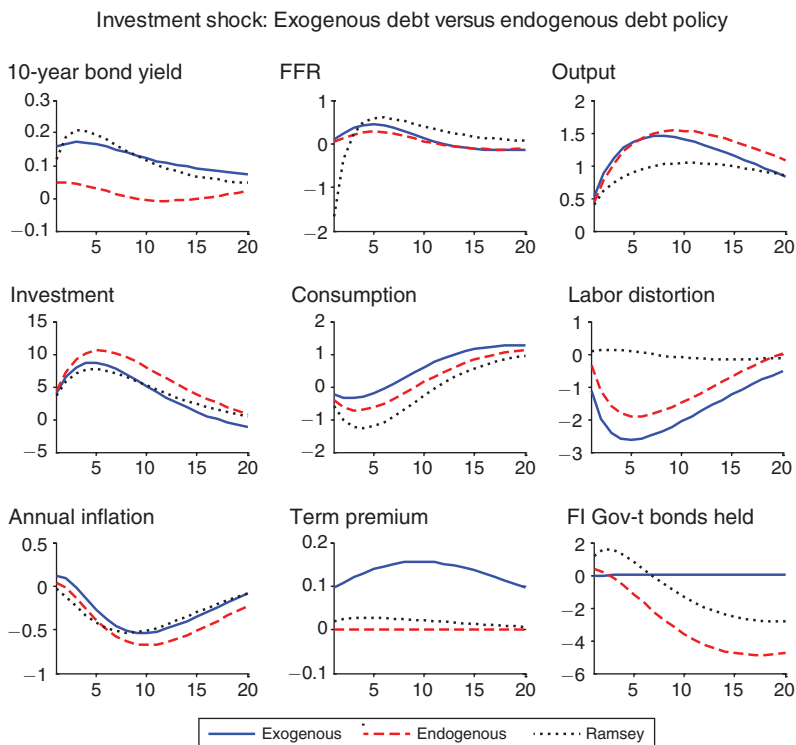 Investment shock: Exogenous debt versus endogenous debt policy
10-year bond yield FFR Output
0.3 1 2
0.2 0 1.5
0.1 1
0 −1 0.5
−0.1 −2 0
5 10 15 20 5 10 15 20 5 10 15 20
Investment Consumption Labor distortion
15 2 1
10 1 0
5 0 −1
0 −1 −2
−5 −2 −3
5 10 15 20 5 10 15 20 5 10 15 20
Annual inflation Term premium FI Gov-t bonds held
0.5 0.2 4
2
0 0.1 0
−0.5 0 −2
−4
−1 −0.1 −6
5 10 15 20 5 10 15 20 5 10 15 20
Exogenous Endogenous Ramsey